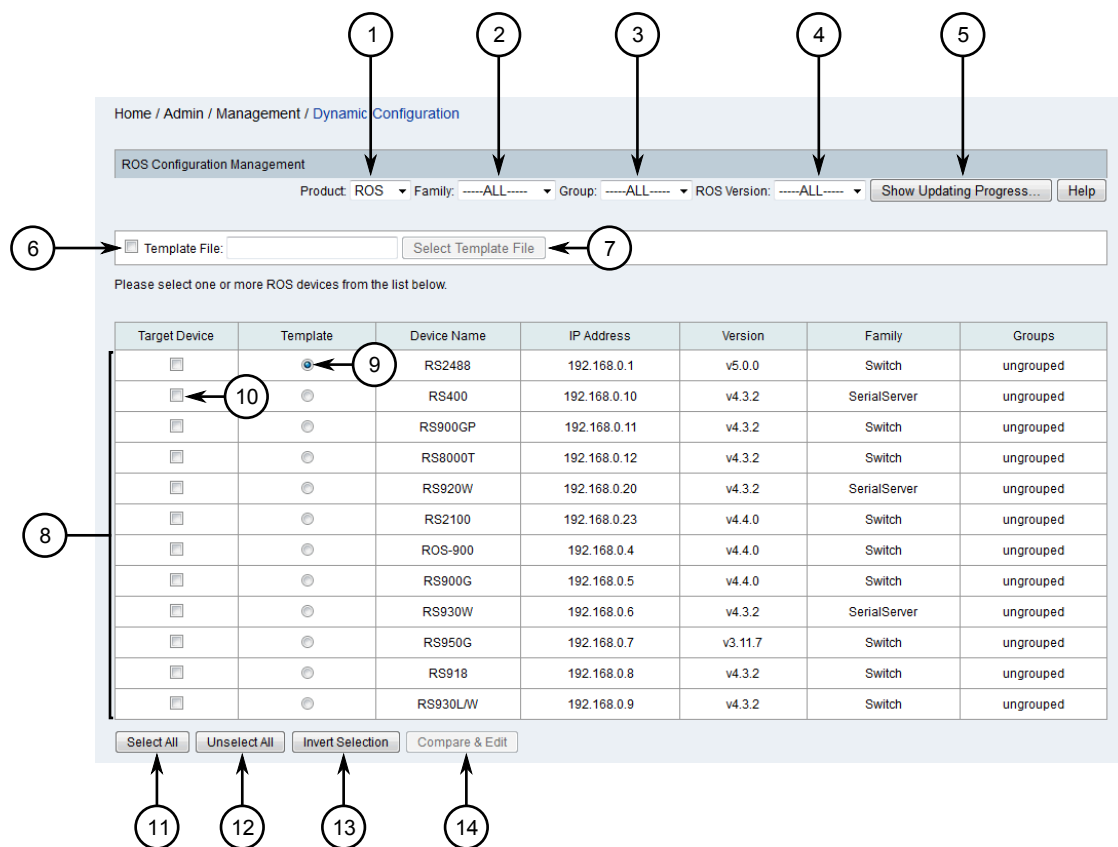 1 2 3 4 5
Home / Admin / Management / Dynamic Configuration
ROS Configuration Management
Product: ROS Family: -----ALL----- Group: -----ALL----- ROS Version: -----ALL----- Show Updating Progress... Help
6 Template File: Select Template File 7
Please select one or more ROS devices from the list below.
Target Device Template Device Name IP Address Version Family Groups
9 RS2488 192.168.0.1 v5.0.0 Switch ungrouped
10 RS400 192.168.0.10 v4.3.2 SerialServer ungrouped
RS900GP 192.168.0.11 v4.3.2 Switch ungrouped
RS8000T 192.168.0.12 v4.3.2 Switch ungrouped
RS920W 192.168.0.20 v4.3.2 SerialServer ungrouped
RS2100 192.168.0.23 v4.4.0 Switch ungrouped
8
ROS-900 192.168.0.4 v4.4.0 Switch ungrouped
RS900G 192.168.0.5 v4.4.0 Switch ungrouped
RS930W 192.168.0.6 v4.3.2 SerialServer ungrouped
RS950G 192.168.0.7 v3.11.7 Switch ungrouped
RS918 192.168.0.8 v4.3.2 Switch ungrouped
RS930L/W 192.168.0.9 v4.3.2 Switch ungrouped
Select All Unselect All Invert Selection Compare & Edit
11 12 13 14